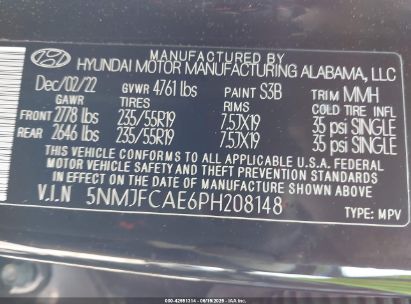 MANUFACTURED BY
HYUNDAI MOTOR MANUFACTURING ALABAMA, LLC
Dec/02/22 GVWR 4761 lbs PAINT S3B TRIM MMH
GAWR TIRES RIMS COLD TIRE INFL
FRONT 2778 lbs 235/55R19 7.5JX19 35 psi SINGLE
REAR 2646 lbs 235/55R19 7.5JX19 35 psi SINGLE
THIS VEHICLE CONFORMS TO ALL APPLICABLE U.S.A. FEDERAL
MOTOR VEHICLE SAFETY AND THEFT PREVENTION STANDARDS
IN EFFECT ON THE DATE OF MANUFACTURE SHOWN ABOVE.
V.I.N 5NMJFCAE6PH208148 TYPE: MPV